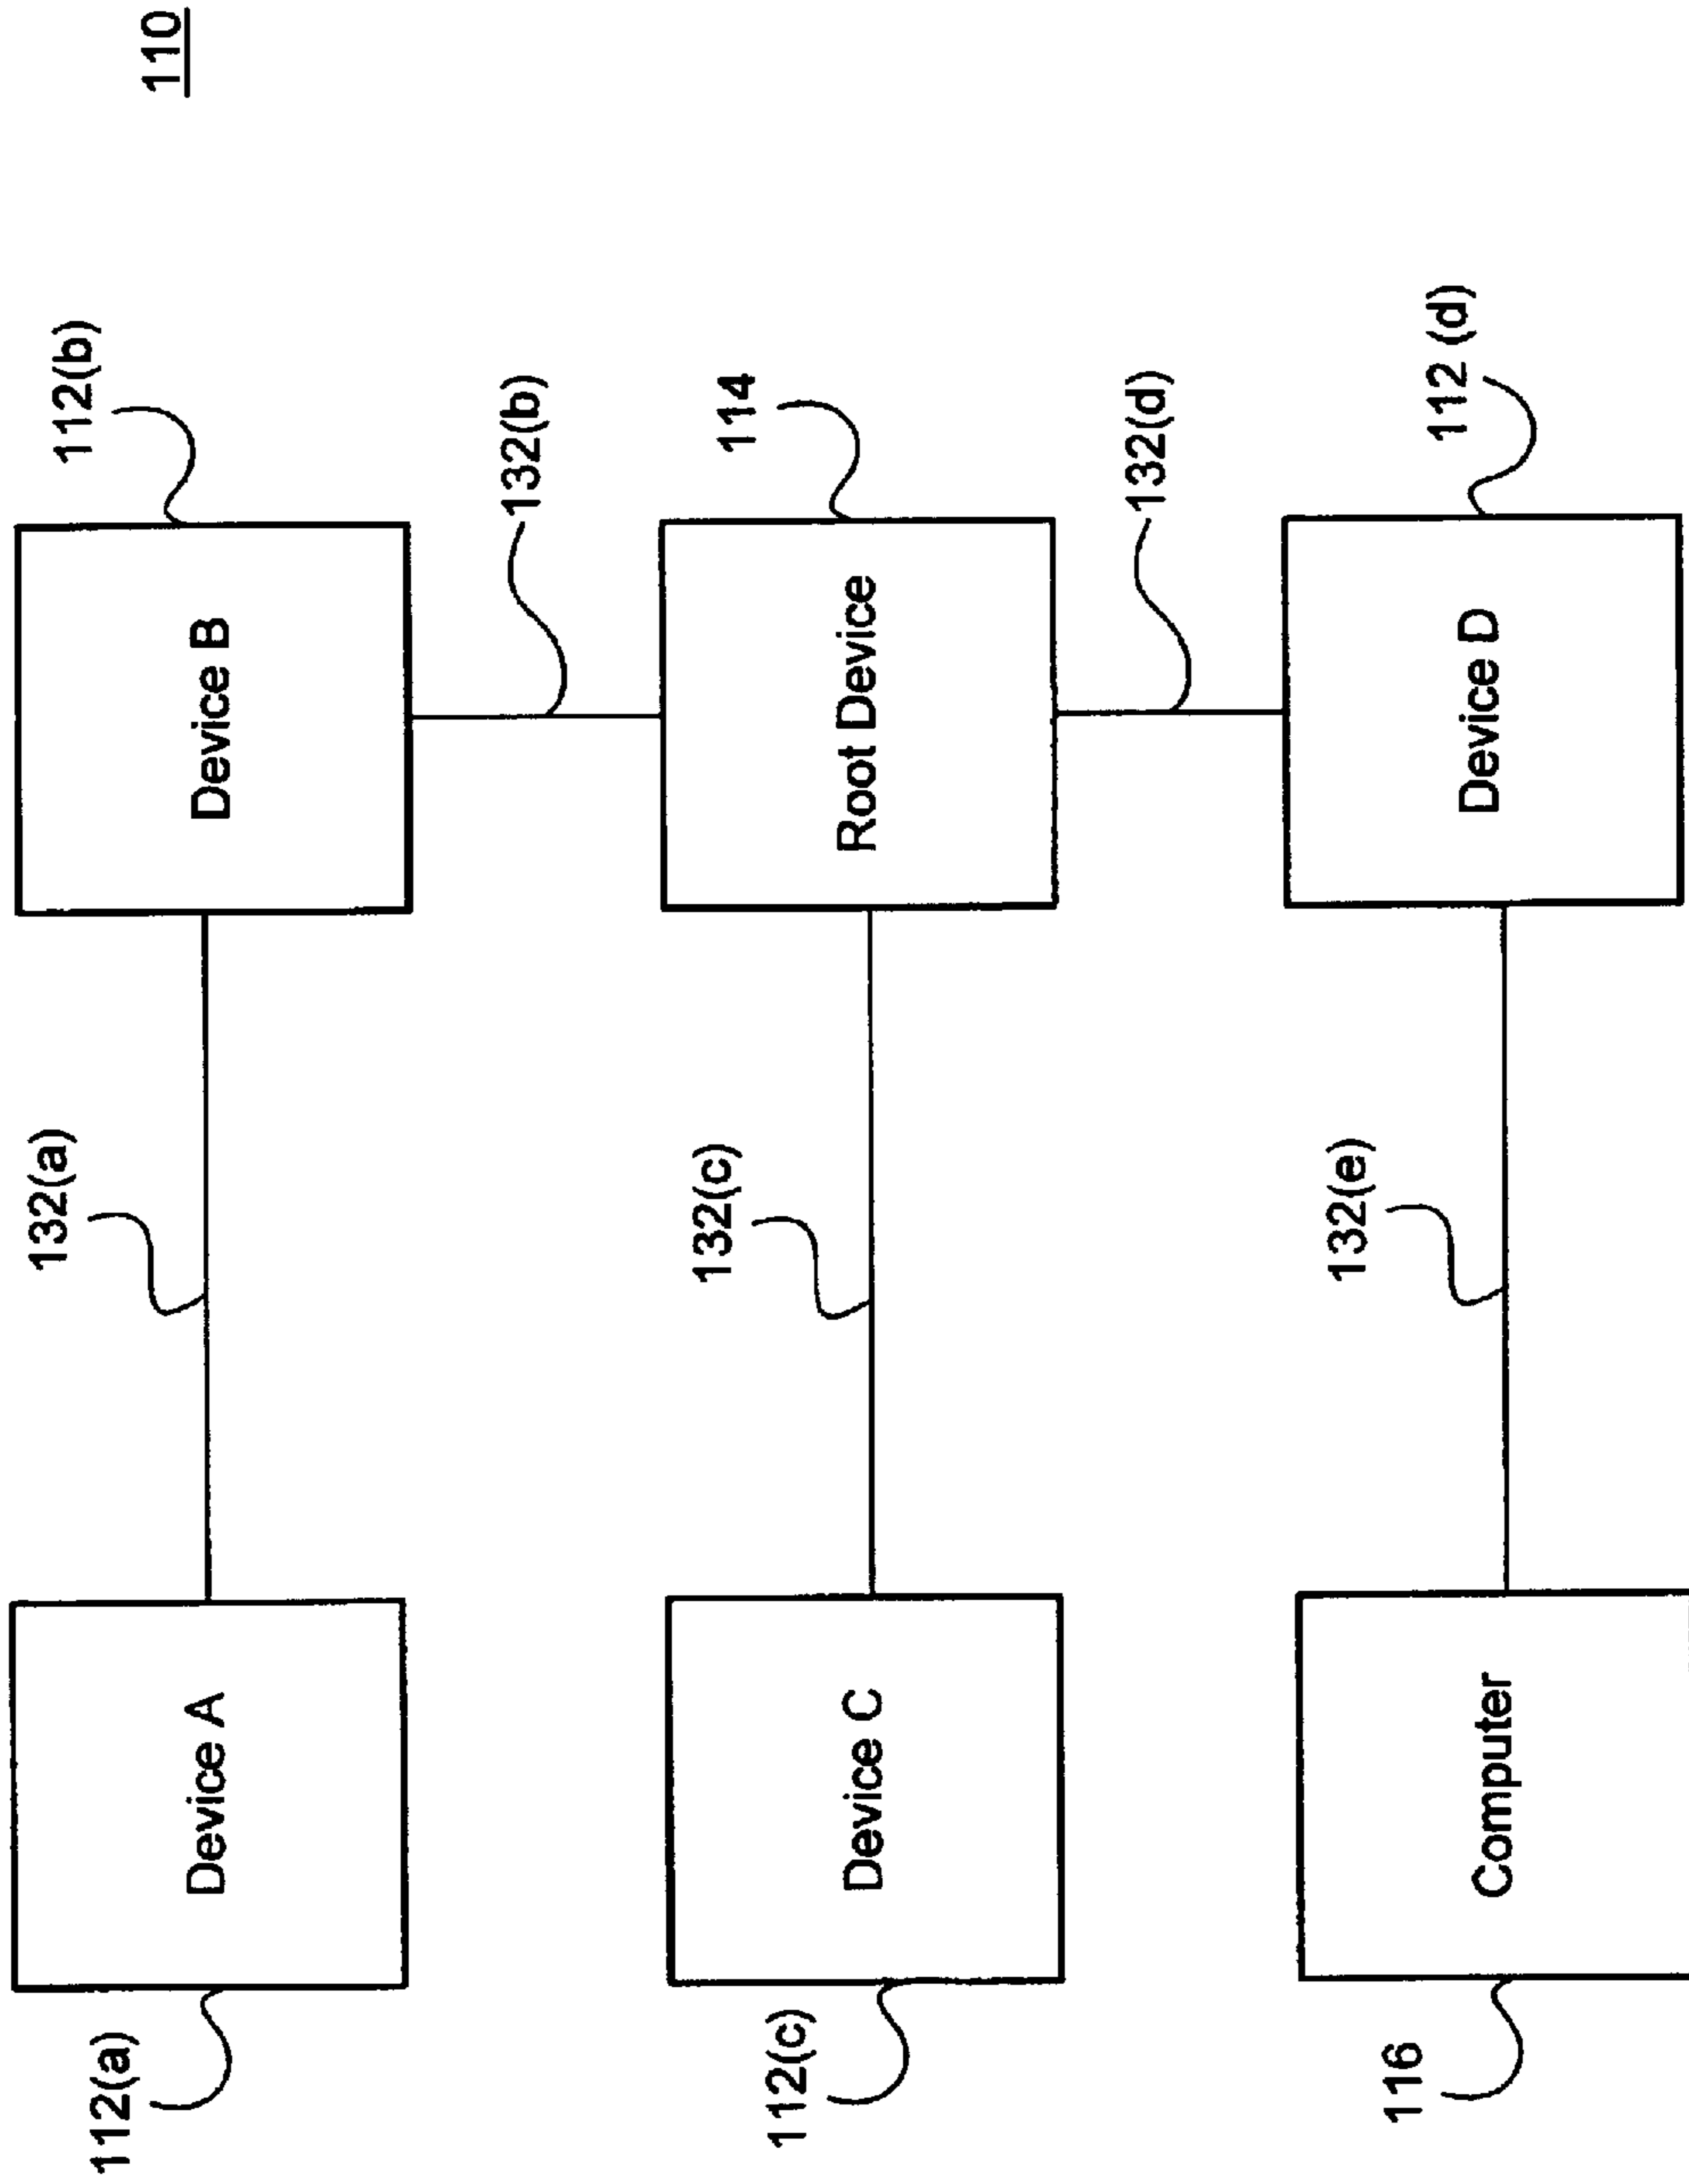 110
112(a)
Device A
132(a)
Device B
112(b)
132(b)
112(c)
Device C
132(c)
Root Device
114
132(d)
116
Computer
132(e)
Device D
112 (d)